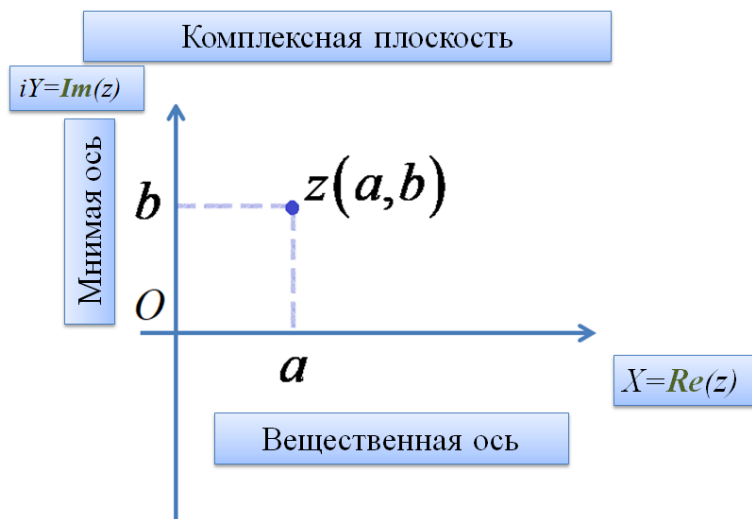 Комплексная плоскость
iY=Im(z)
Мнимая ось
b
z(a,b)
O
a
X=Re(z)
Вещественная ось